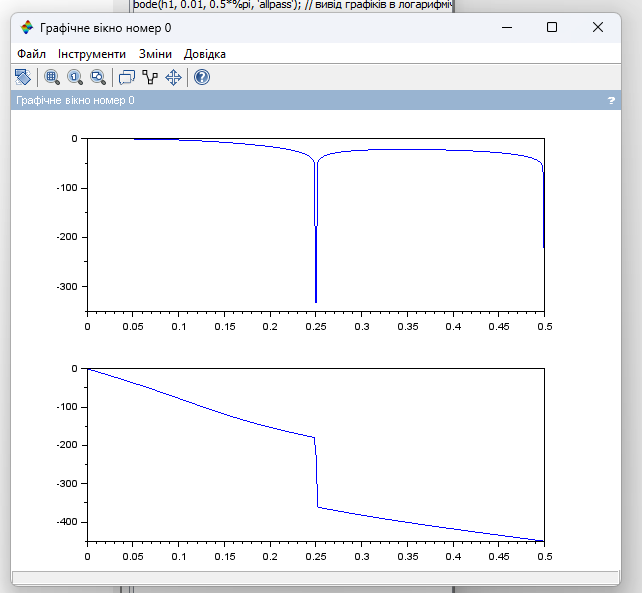 bode(h1, 0.01, 0.5*%pi, 'allpass'); // вивід графіків в логарифміч
Графічне вікно номер 0
Файл Інструменти Зміни Довідка
Графічне вікно номер 0 ?
0
-100
-200
-300
0 0.05 0.1 0.15 0.2 0.25 0.3 0.35 0.4 0.45 0.5
0
-100
-200
-300
-400
0 0.05 0.1 0.15 0.2 0.25 0.3 0.35 0.4 0.45 0.5